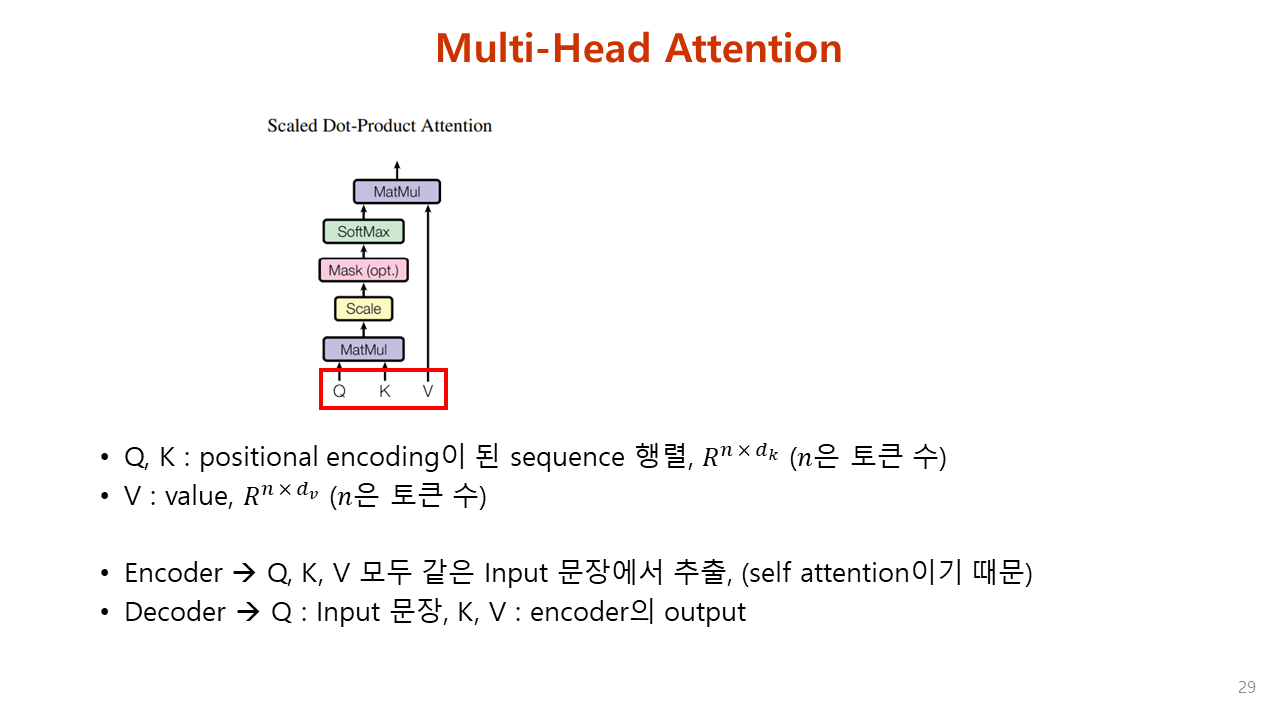 Multi-Head Attention
Scaled Dot-Product Attention
MatMul
SoftMax
Mask (opt.)
Scale
MatMul
Q K V
• Q, K : positional encoding이 된 sequence 행렬, 𝑅^{𝑛×𝑑_𝑘} (𝑛은 토큰 수)
• V : value, 𝑅^{𝑛×𝑑_𝑣} (𝑛은 토큰 수)
• Encoder → Q, K, V 모두 같은 Input 문장에서 추출, (self attention이기 때문)
• Decoder → Q : Input 문장, K, V : encoder의 output
29